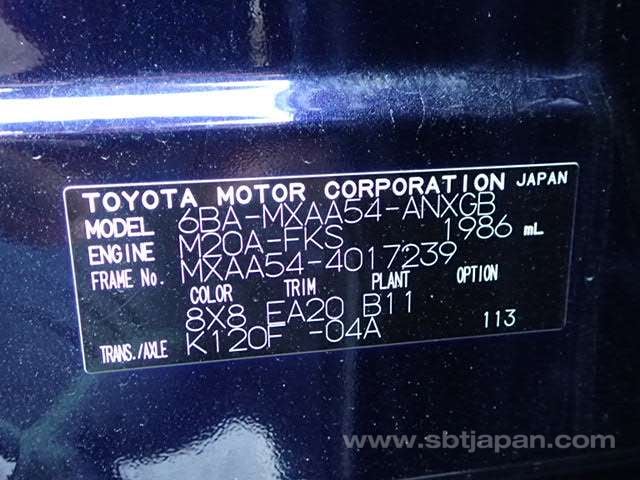 TOYOTA MOTOR CORPORATION JAPAN
MODEL 6BA-MXAA54-ANXGB
ENGINE M20A-FKS 1986 mL
FRAME No. MXAA54-4017239
COLOR TRIM PLANT OPTION
8X8 EA20 B11
TRANS./AXLE K120F -04A 113
www.sbtjapan.com